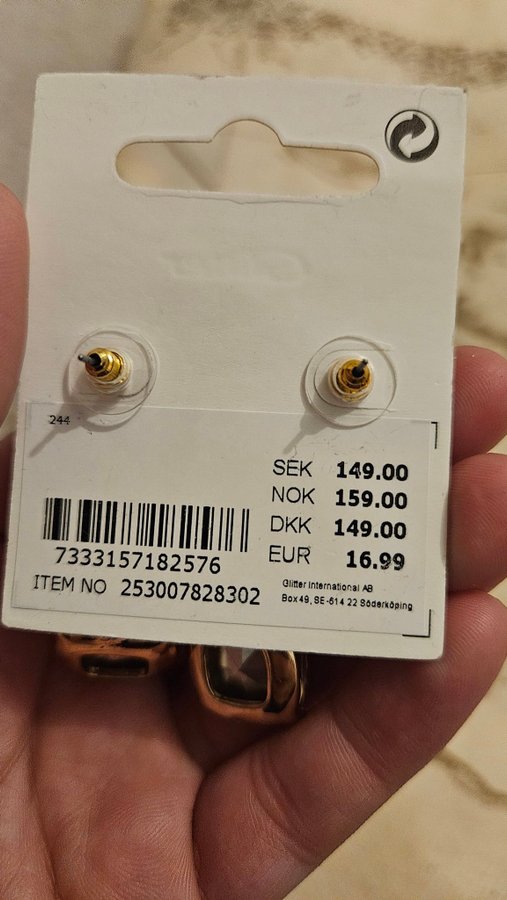 244
SEK 149.00
NOK 159.00
DKK 149.00
EUR 16.99
7333157182576
ITEM NO 253007828302
Glitter International AB
Box 49, SE-614 22 Söderköping